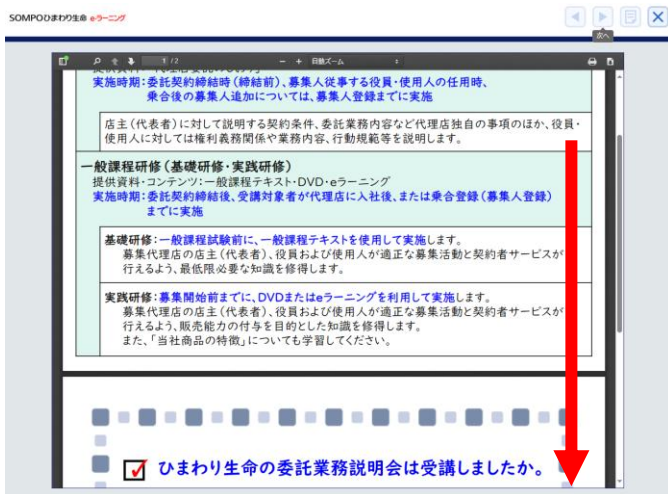 SOMPOひまわり生命 e-ラーニング
次へ
1 / 2
− + 自動ズーム
実施時期：委託契約締結時（締結前）、募集人従事する役員・使用人の任用時、
乗合後の募集人追加については、募集人登録までに実施
店主（代表者）に対して説明する契約条件、委託業務内容など代理店独自の事項のほか、役員・
使用人に対しては権利義務関係や業務内容、行動規範等を説明します。
一般課程研修（基礎研修・実践研修）
提供資料・コンテンツ：一般課程テキスト・DVD・eラーニング
実施時期：委託契約締結後、受講対象者が代理店に入社後、または乗合登録（募集人登録）
までに実施
基礎研修：一般課程試験前に、一般課程テキストを使用して実施します。
募集代理店の店主（代表者）、役員および使用人が適正な募集活動と契約者サービスが
行えるよう、最低限必要な知識を修得します。
実践研修：募集開始前までに、DVDまたはeラーニングを利用して実施します。
募集代理店の店主（代表者）、役員および使用人が適正な募集活動と契約者サービスが
行えるよう、販売能力の付与を目的とした知識を修得します。
また、「当社商品の特徴」についても学習してください。
ひまわり生命の委託業務説明会は受講しましたか。